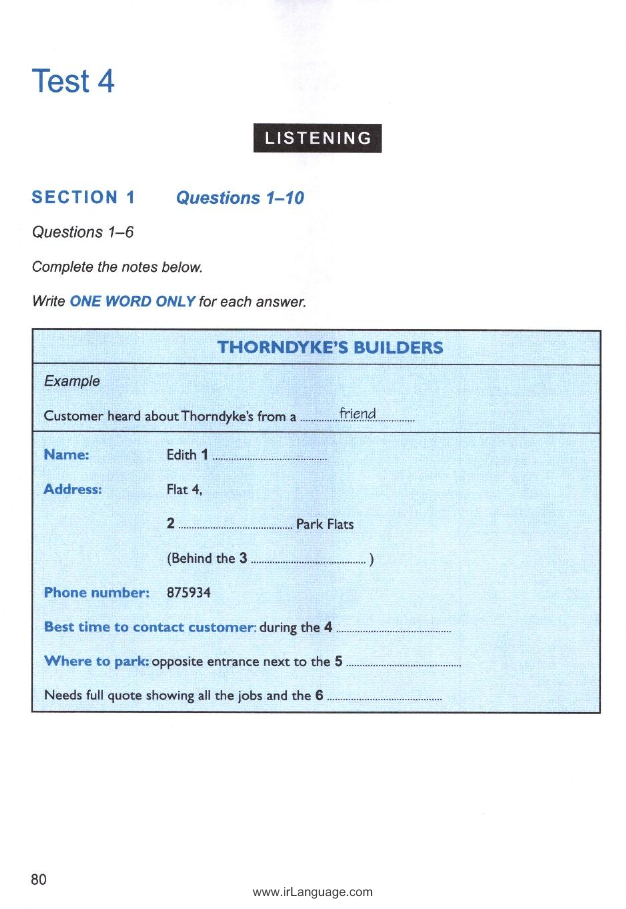 Test 4
LISTENING
SECTION 1 Questions 1–10
Questions 1–6
Complete the notes below.
Write ONE WORD ONLY for each answer.
THORNDYKE'S BUILDERS
Example
Customer heard about Thorndyke's from a ............friend............
Name: Edith 1 ......................................
Address: Flat 4,
2 ...................................... Park Flats
(Behind the 3 ...................................... )
Phone number: 875934
Best time to contact customer: during the 4 ......................................
Where to park: opposite entrance next to the 5 ......................................
Needs full quote showing all the jobs and the 6 ......................................
80
www.irLanguage.com